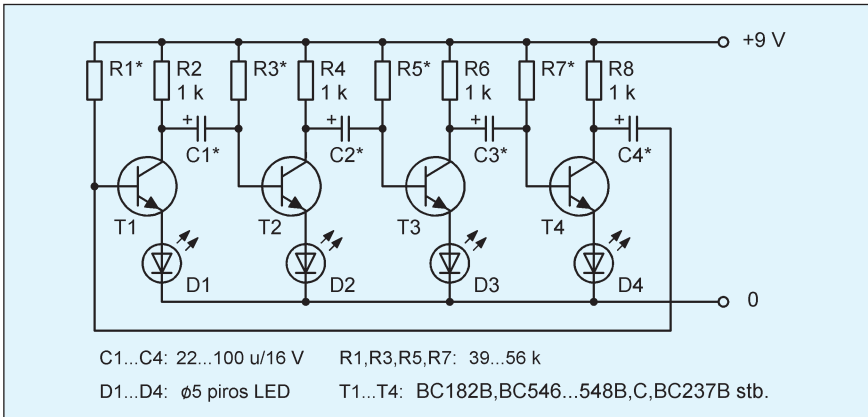 +9 V
R1* R2 R3* R4 R5* R6 R7* R8
1 k 1 k 1 k 1 k
+ + + +
C1* C2* C3* C4*
T1 T2 T3 T4
D1 D2 D3 D4
0
C1...C4: 22...100 u/16 V R1,R3,R5,R7: 39...56 k
D1...D4: ø5 piros LED T1...T4: BC182B,BC546...548B,C,BC237B stb.